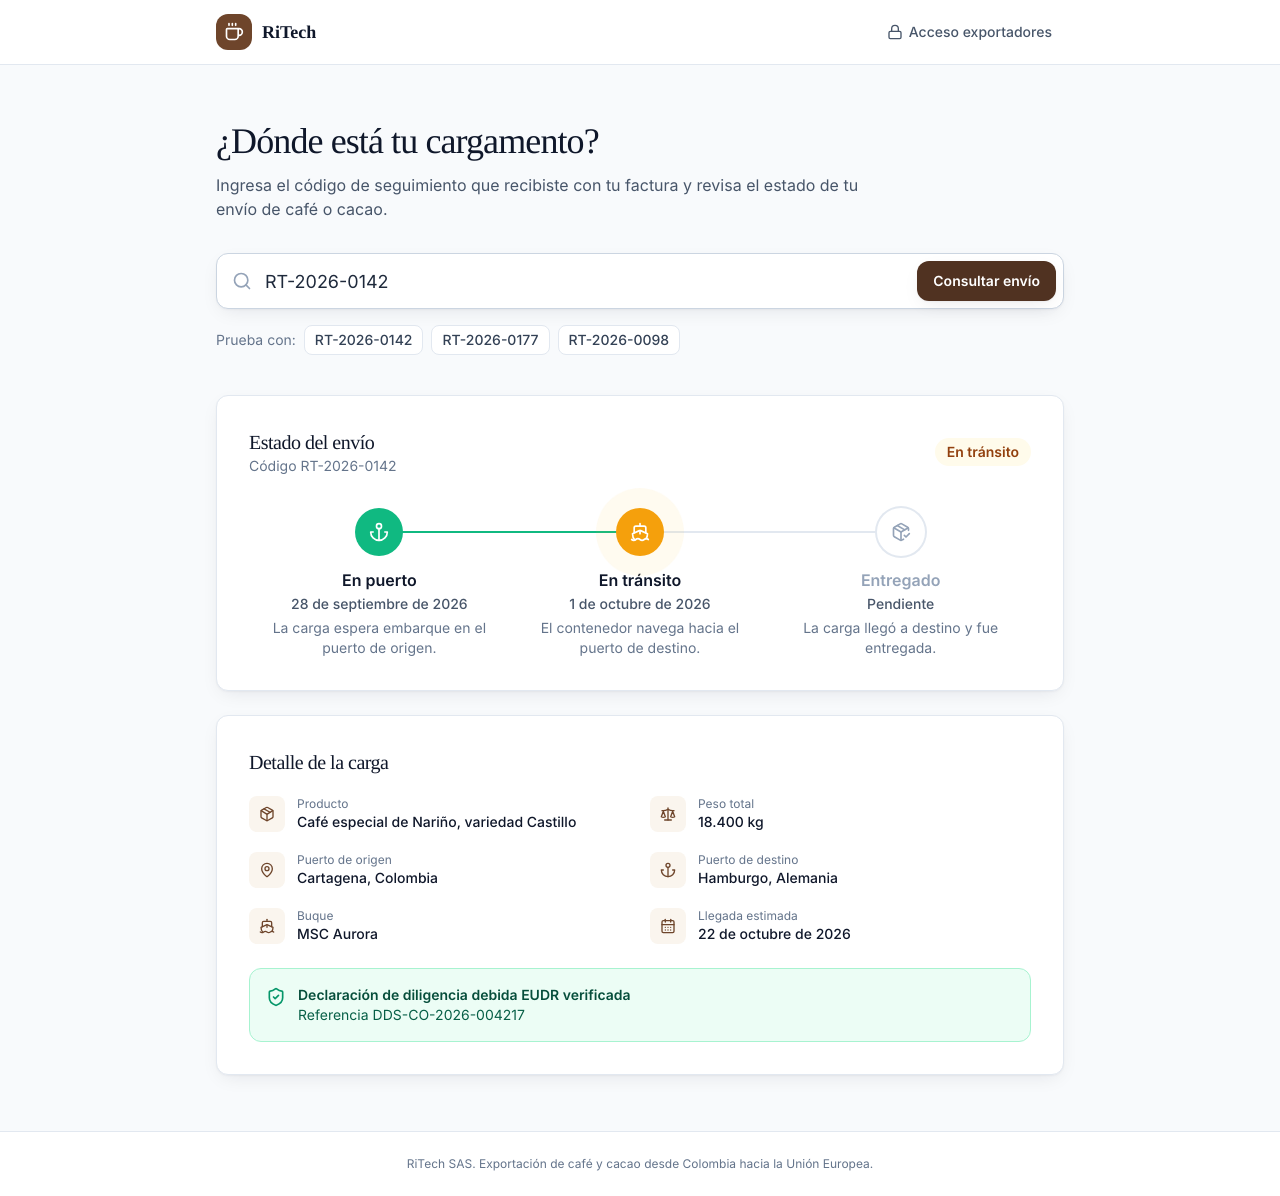 RiTech
Acceso exportadores
¿Dónde está tu cargamento?
Ingresa el código de seguimiento que recibiste con tu factura y revisa el estado de tu
envío de café o cacao.
RT-2026-0142
Consultar envío
Prueba con:
RT-2026-0142
RT-2026-0177
RT-2026-0098
Estado del envío
Código RT-2026-0142
En tránsito
En puerto
28 de septiembre de 2026
La carga espera embarque en el
puerto de origen.
En tránsito
1 de octubre de 2026
El contenedor navega hacia el
puerto de destino.
Entregado
Pendiente
La carga llegó a destino y fue
entregada.
Detalle de la carga
Producto
Café especial de Nariño, variedad Castillo
Peso total
18.400 kg
Puerto de origen
Cartagena, Colombia
Puerto de destino
Hamburgo, Alemania
Buque
MSC Aurora
Llegada estimada
22 de octubre de 2026
Declaración de diligencia debida EUDR verificada
Referencia DDS-CO-2026-004217
RiTech SAS. Exportación de café y cacao desde Colombia hacia la Unión Europea.